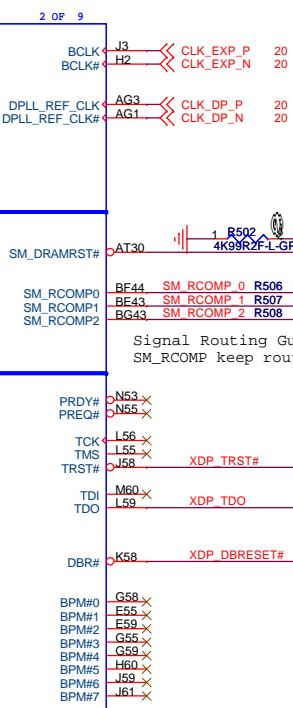 2 OF 9
BCLK J3 CLK_EXP_P 20
BCLK# H2 CLK_EXP_N 20
DPLL_REF_CLK AG3 CLK_DP_P 20
DPLL_REF_CLK# AG1 CLK_DP_N 20
1 R502
4K99R2F-L-GP
SM_DRAMRST# AT30
SM_RCOMP0 BF44 SM_RCOMP_0 R506
SM_RCOMP1 BE43 SM_RCOMP_1 R507
SM_RCOMP2 BG43 SM_RCOMP_2 R508
Signal Routing Gu
SM_RCOMP keep rou
PRDY# N53
PREQ# N55
TCK L56
TMS L55
TRST# J58 XDP_TRST#
TDI M60
TDO L59 XDP_TDO
DBR# K58 XDP_DBRESET#
BPM#0 G58
BPM#1 E55
BPM#2 E59
BPM#3 G55
BPM#4 G59
BPM#5 H60
BPM#6 J59
BPM#7 J61